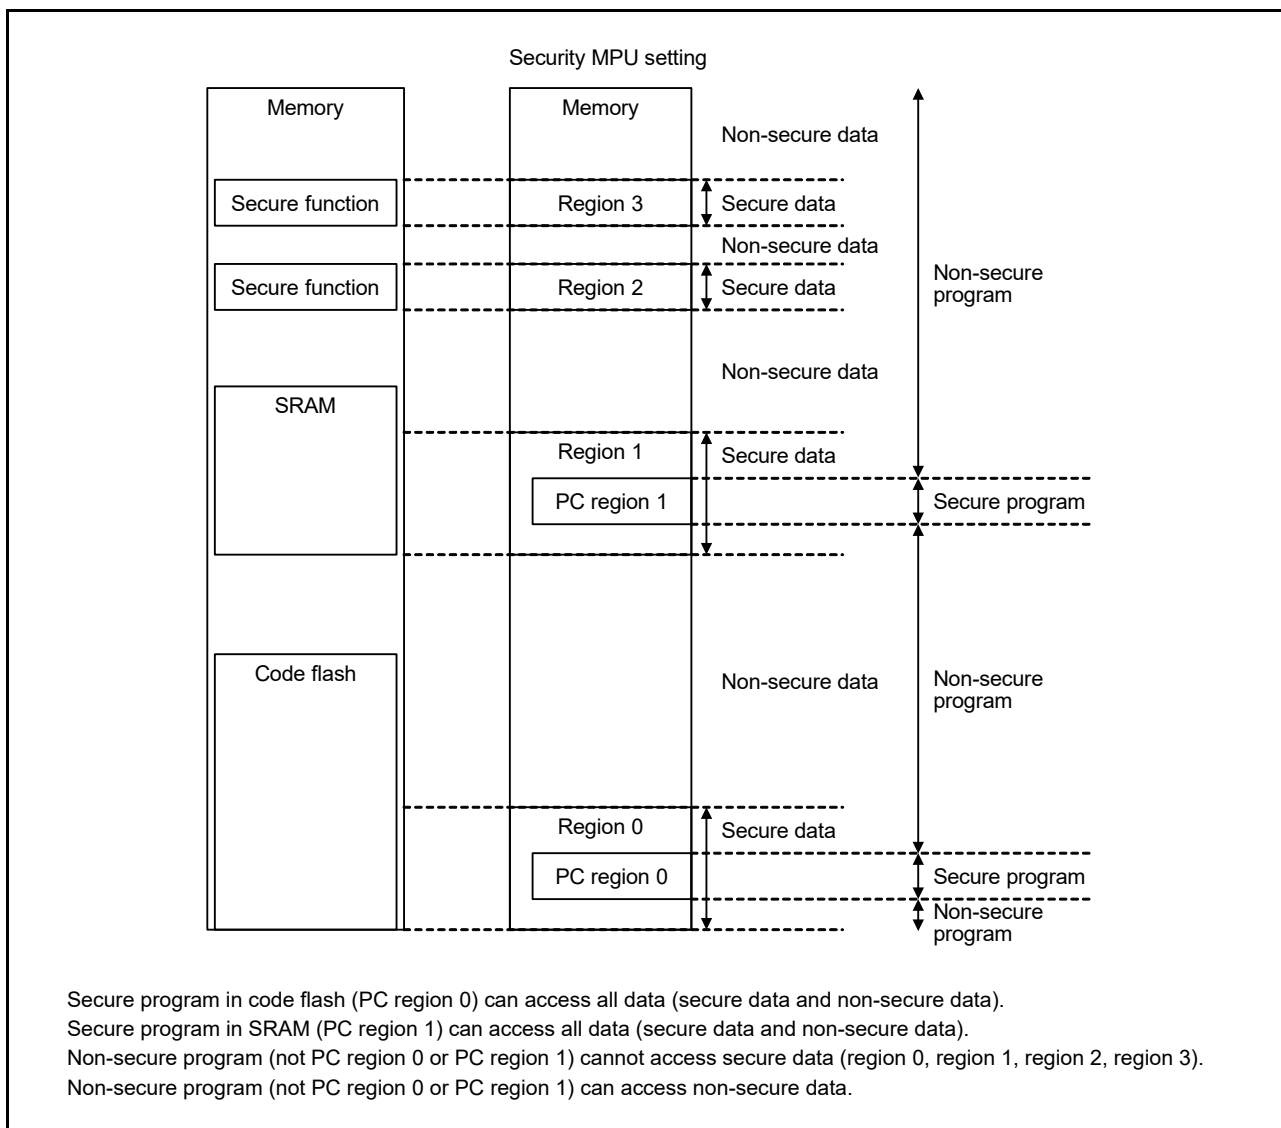 Security MPU setting
Memory
Memory
Non-secure data
Secure function
Region 3
Secure data
Non-secure data
Secure function
Region 2
Secure data
Non-secure
program
Non-secure data
SRAM
Region 1
Secure data
PC region 1
Secure program
Code flash
Non-secure data
Non-secure
program
Region 0
Secure data
PC region 0
Secure program
Non-secure
program
Secure program in code flash (PC region 0) can access all data (secure data and non-secure data).
Secure program in SRAM (PC region 1) can access all data (secure data and non-secure data).
Non-secure program (not PC region 0 or PC region 1) cannot access secure data (region 0, region 1, region 2, region 3).
Non-secure program (not PC region 0 or PC region 1) can access non-secure data.